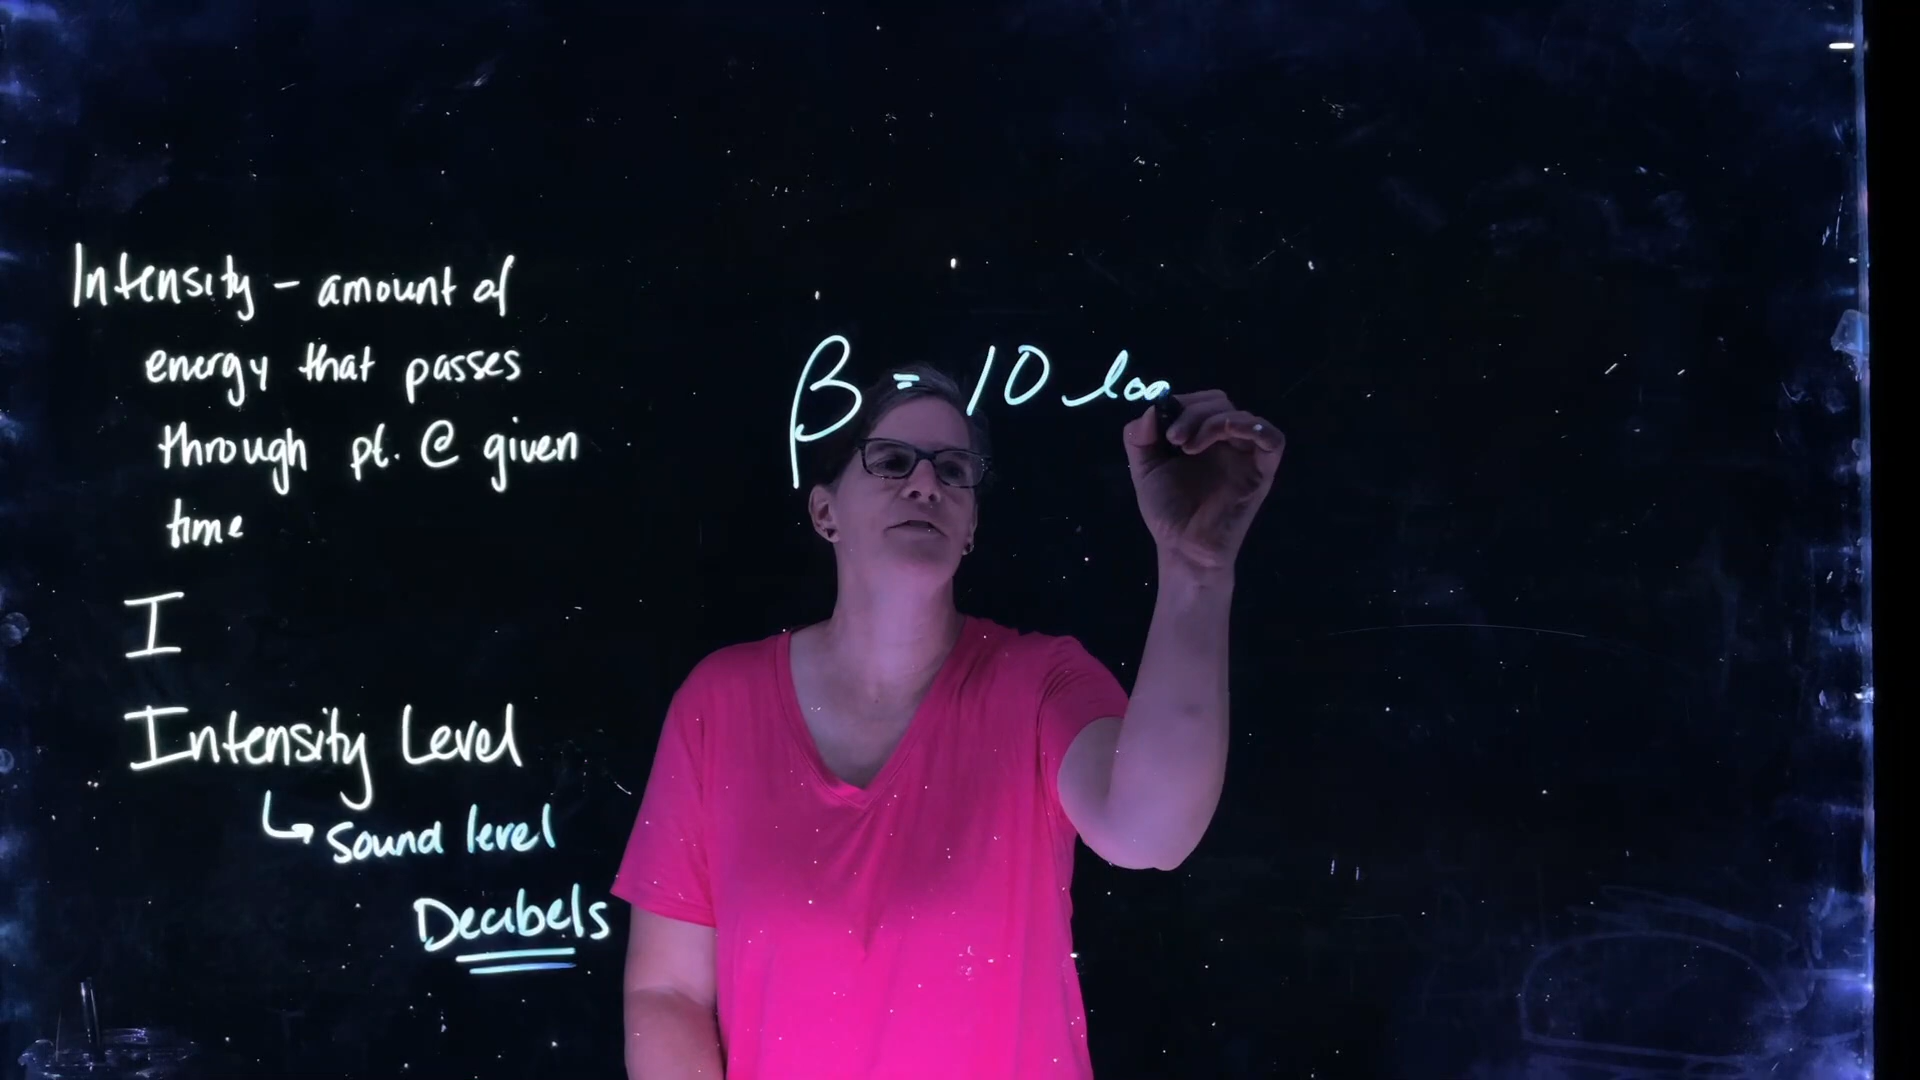 Intensity - amount of
energy that passes
through pt. @ given
time
I
Intensity Level
↳ sound level
Decibels
β = 10 log